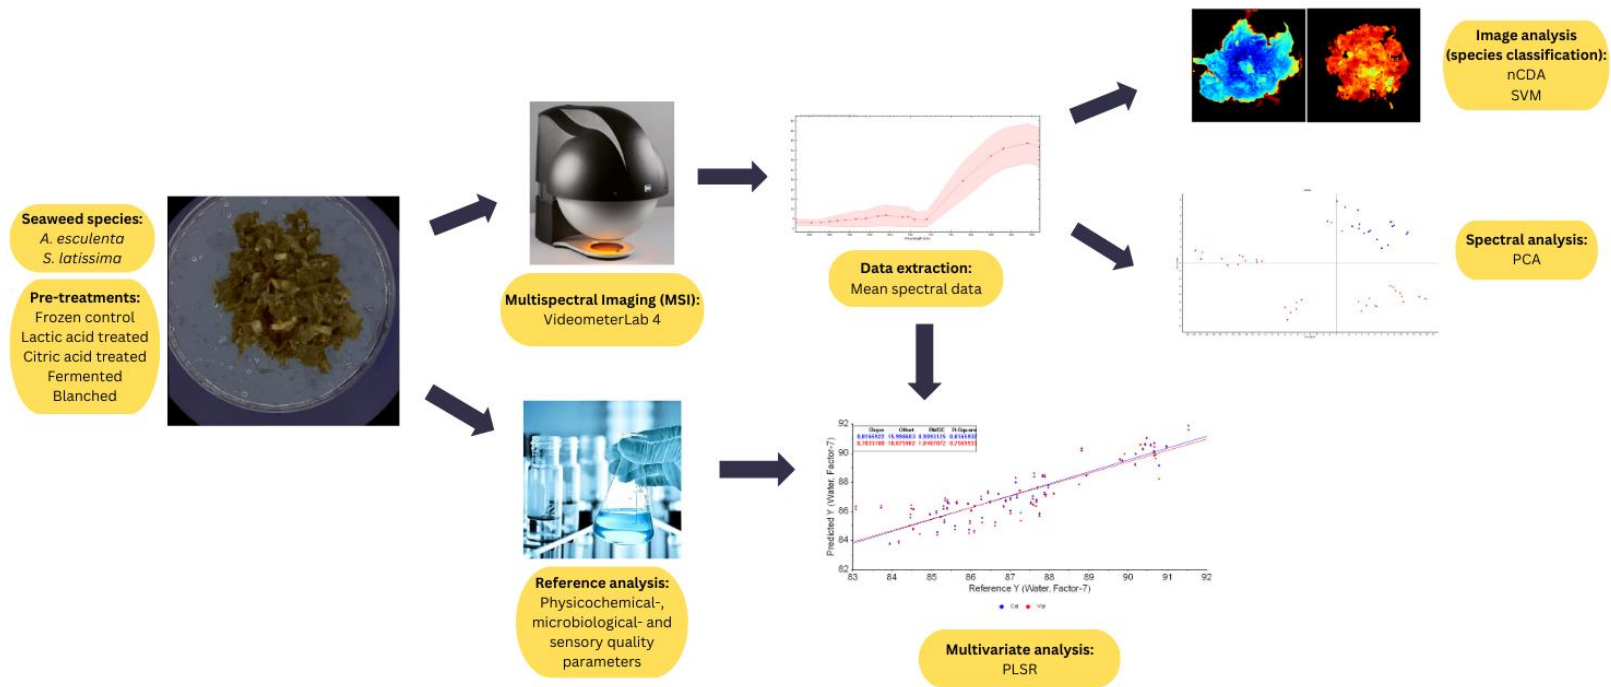 Seaweed species:
A. esculenta
S. latissima
Pre-treatments:
Frozen control
Lactic acid treated
Citric acid treated
Fermented
Blanched
Multispectral Imaging (MSI):
VideometerLab 4
Reference analysis:
Physicochemical-,
microbiological- and
sensory quality
parameters
Data extraction:
Mean spectral data
Image analysis
(species classification):
nCDA
SVM
Spectral analysis:
PCA
Slope Offset RMSE R-Square
Predicted Y (Water, Factor-7)
92
90
88
86
84
82
83 84 85 86 87 88 89 90 91 92
Reference Y (Water, Factor-7)
Cal Val
Multivariate analysis:
PLSR